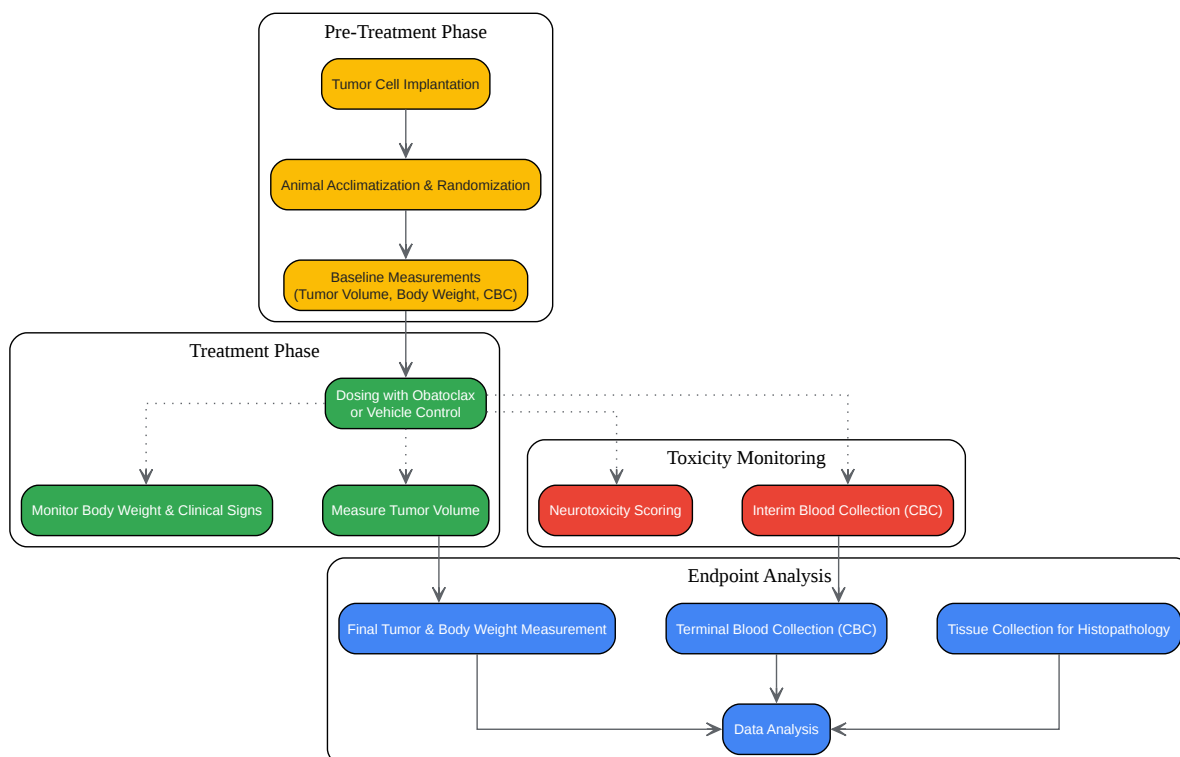 Pre-Treatment Phase
Tumor Cell Implantation
Animal Acclimatization & Randomization
Baseline Measurements
(Tumor Volume, Body Weight, CBC)
Treatment Phase
Dosing with Obatoclax
or Vehicle Control
Monitor Body Weight & Clinical Signs
Measure Tumor Volume
Toxicity Monitoring
Neurotoxicity Scoring
Interim Blood Collection (CBC)
Endpoint Analysis
Final Tumor & Body Weight Measurement
Terminal Blood Collection (CBC)
Tissue Collection for Histopathology
Data Analysis